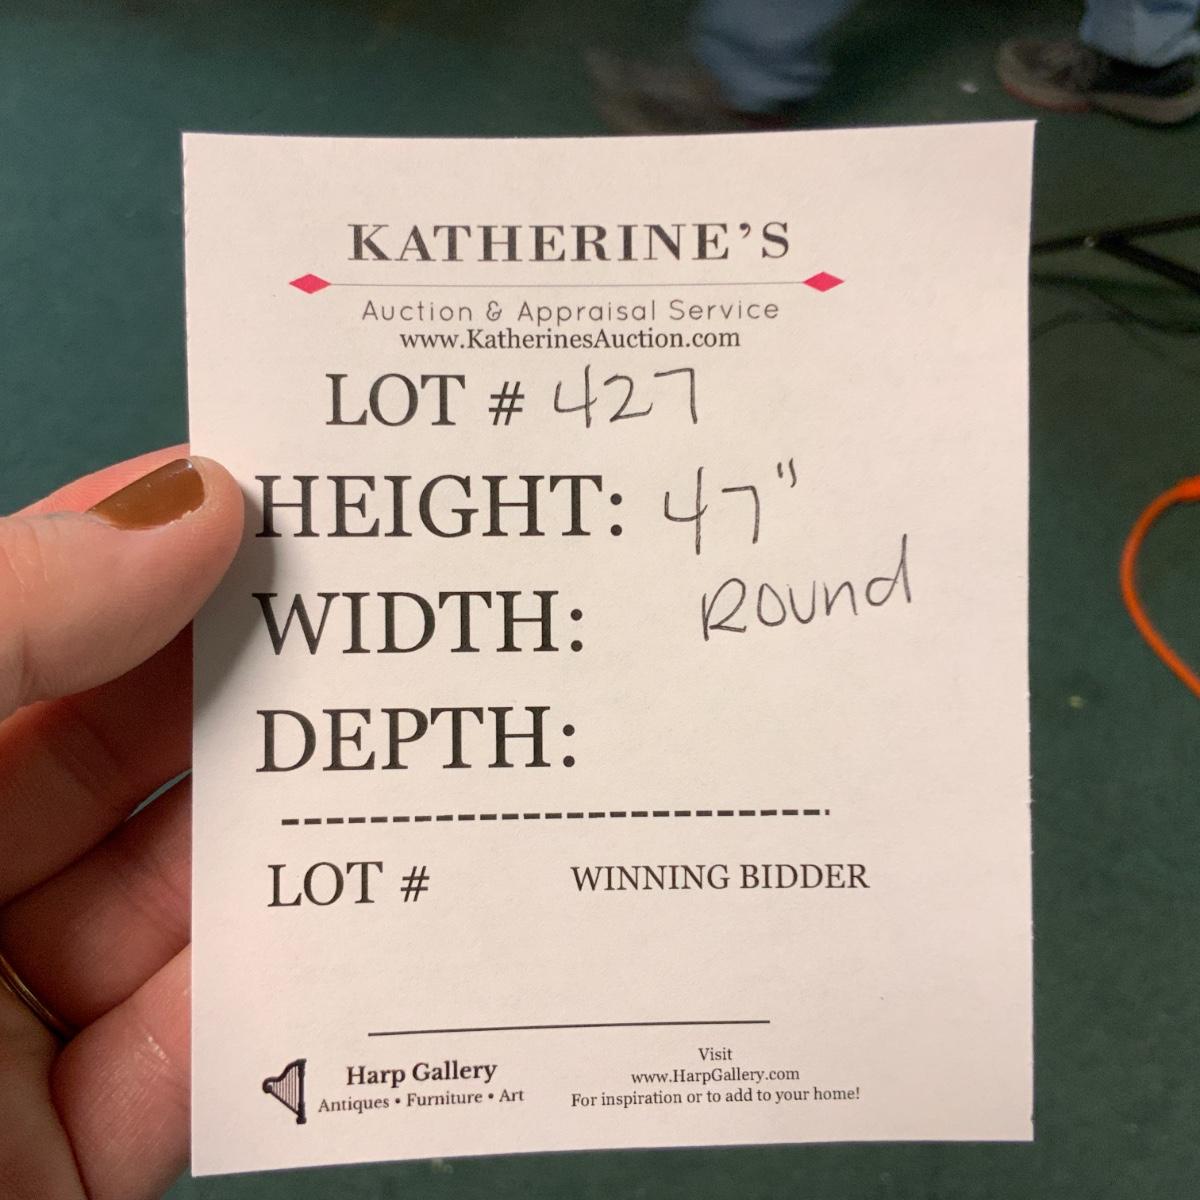 KATHERINE'S
Auction & Appraisal Service
www.KatherinesAuction.com
LOT # 427
HEIGHT: 47"
WIDTH: Round
DEPTH:
LOT # WINNING BIDDER
Harp Gallery
Antiques • Furniture • Art
Visit
www.HarpGallery.com
For inspiration or to add to your home!